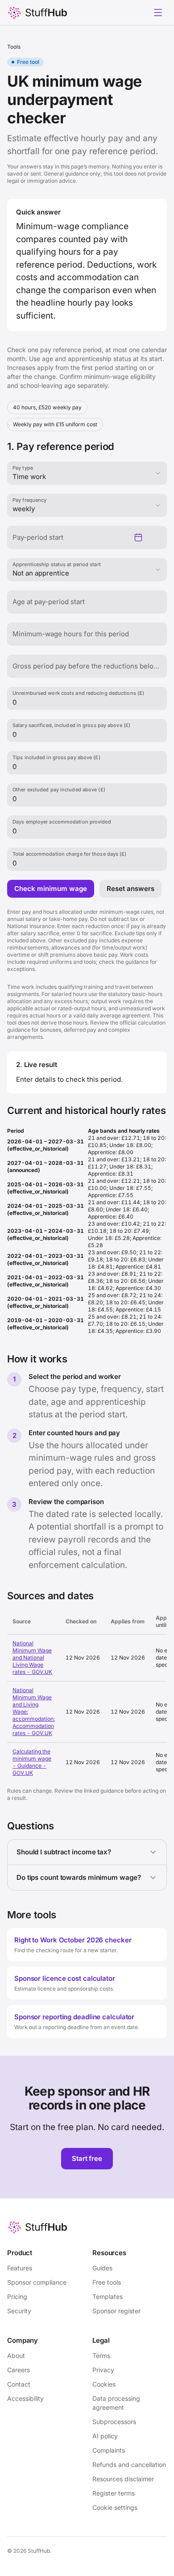 StuffHub
Tools
Free tool
UK minimum wage
underpayment
checker
Estimate effective hourly pay and any
shortfall for one pay reference period.
Your answers stay in this page's memory. Nothing you enter is
saved or sent. General guidance only; this tool does not provide
legal or immigration advice.
Quick answer
Minimum-wage compliance
compares counted pay with
qualifying hours for a pay
reference period. Deductions, work
costs and accommodation can
change the comparison even when
the headline hourly pay looks
sufficient.
Check one pay reference period, at most one calendar
month. Use age and apprenticeship status at its start.
Increases apply from the first period starting on or
after the change. Confirm minimum-wage eligibility
and school-leaving age separately.
40 hours, £520 weekly pay
Weekly pay with £15 uniform cost
1. Pay reference period
Pay type
Time work
Pay frequency
weekly
Pay-period start
Apprenticeship status at period start
Not an apprentice
Age at pay-period start
Minimum-wage hours for this period
Gross period pay before the reductions belo...
Unreimbursed work costs and reducing deductions (£)
0
Salary sacrificed, included in gross pay above (£)
0
Tips included in gross pay above (£)
0
Other excluded pay included above (£)
0
Days employer accommodation provided
0
Total accommodation charge for those days (£)
0
Check minimum wage
Reset answers
Enter pay and hours allocated under minimum-wage rules, not
annual salary or take-home pay. Do not subtract income tax or
National Insurance. Enter each reduction once: if pay is already
after salary sacrifice, enter 0 for sacrifice. Exclude tips only if
included above. Other excluded pay includes expense
reimbursements, allowances and the time/output work)
overtime or shift premiums above basic pay. Work costs
include required uniforms and tools; check the guidance for
exceptions.
Time work includes qualifying training, travel and standby. For
salaried hours use the statutory basic-hours
calculation, not just hours this week; output work requires the
applicable actual or rated-output hours, and unmeasured work
uses its evidenced hours or daily average agreement. This tool
does not create those records. Review the current calculation
guidance for bonuses, deferred pay and complex
arrangements.
2. Live result
Enter details to check this period.
Current and historical hourly rates
Period
Age bands and hourly rates
2026-04-01 – 2027-03-31
(effective_or_historical)
21 and over: £12.71; 18 to 20:
£10.85; Under 18: £8.00;
Apprentice: £8.00
2027-04-01 – 2028-03-31
(announced)
21 and over: £13.21; 18 to 20:
£11.27; Under 18: £8.31;
Apprentice: £8.31
2025-04-01 – 2026-03-31
(effective_or_historical)
21 and over: £12.21; 18 to 20:
£10.00; Under 18: £7.55;
Apprentice: £7.55
2024-04-01 – 2025-03-31
(effective_or_historical)
21 and over: £11.44; 18 to 20:
£8.60; Under 18: £6.40;
Apprentice: £6.40
2023-04-01 – 2024-03-31
(effective_or_historical)
23 and over: £10.42; 21 to 22:
£10.18; 18 to 20: £7.49;
Under 18: £5.28; Apprentice:
£5.28
2022-04-01 – 2023-03-31
(effective_or_historical)
23 and over: £9.50; 21 to 22:
£9.18; 18 to 20: £6.83; Under
18: £4.81; Apprentice: £4.81
2021-04-01 – 2022-03-31
(effective_or_historical)
23 and over: £8.91; 21 to 22:
£8.36; 18 to 20: £6.56; Under
18: £4.62; Apprentice: £4.30
2020-04-01 – 2021-03-31
(effective_or_historical)
25 and over: £8.72; 21 to 24:
£8.20; 18 to 20: £6.45; Under
18: £4.55; Apprentice: £4.15
2019-04-01 – 2020-03-31
(effective_or_historical)
25 and over: £8.21; 21 to 24:
£7.70; 18 to 20: £6.15; Under
18: £4.35; Apprentice: £3.90
How it works
1
Select the period and worker
Choose pay type, frequency, start
date, age and apprenticeship
status at the period start.
2
Enter counted hours and pay
Use the hours allocated under
minimum-wage rules and gross
period pay, with each reduction
entered only once.
3
Review the comparison
The dated rate is selected locally.
A potential shortfall is a prompt to
review payroll records and the
official rules, not a final
enforcement calculation.
Sources and dates
Source
Checked on
Applies from
App
until
National
Minimum Wage
and National
Living Wage
rates - GOV.UK
12 Nov 2026
12 Nov 2026
No e
date
spec
National
Minimum Wage
and Living
Wage:
accommodation:
Accommodation
rates - GOV.UK
12 Nov 2026
12 Nov 2026
No e
date
spec
Calculating the
minimum wage
- Guidance -
GOV.UK
12 Nov 2026
12 Nov 2026
No e
date
spec
Rules can change. Review the linked guidance before acting on
a result.
Questions
Should I subtract income tax?
Do tips count towards minimum wage?
More tools
Right to Work October 2026 checker
Find the checking route for a new starter.
Sponsor licence cost calculator
Estimate licence and sponsorship costs.
Sponsor reporting deadline calculator
Work out a reporting deadline from an event date.
Keep sponsor and HR
records in one place
Start on the free plan. No card needed.
Start free
StuffHub
Product
Features
Sponsor compliance
Pricing
Security
Resources
Guides
Free tools
Templates
Sponsor register
Company
About
Careers
Contact
Accessibility
Legal
Terms
Privacy
Cookies
Data processing
agreement
Subprocessors
AI policy
Complaints
Refunds and cancellation
Resources disclaimer
Register terms
Cookie settings
© 2026 StuffHub.